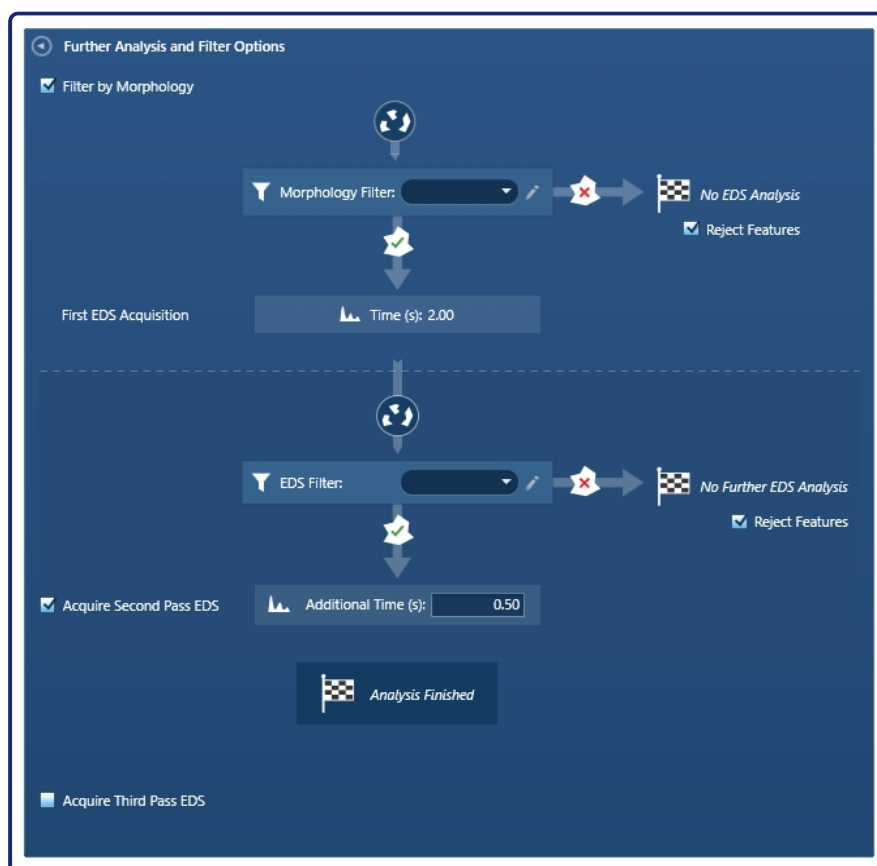 Further Analysis and Filter Options
Filter by Morphology
Morphology Filter:
No EDS Analysis
Reject Features
First EDS Acquisition
Time (s): 2.00
EDS Filter:
No Further EDS Analysis
Reject Features
Acquire Second Pass EDS
Additional Time (s): 0.50
Analysis Finished
Acquire Third Pass EDS